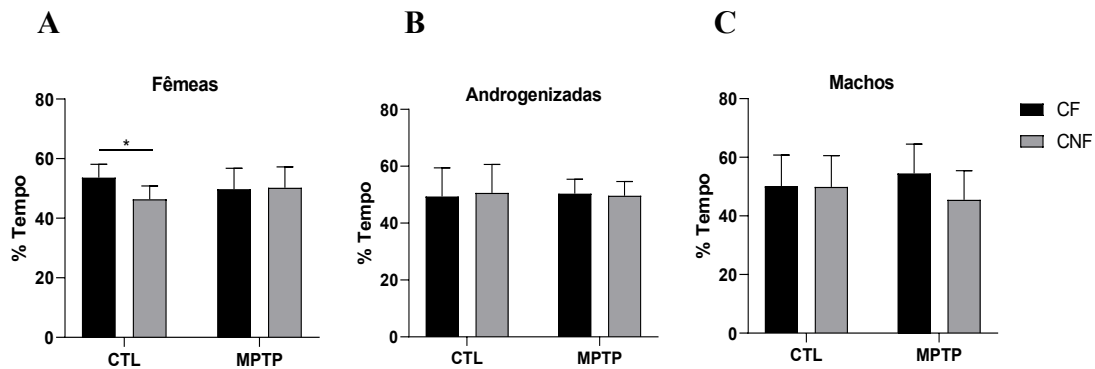 A
B
C
Fêmeas
% Tempo
80
60
40
20
0
*
CTL
MPTP
Androgenizadas
% Tempo
80
60
40
20
0
CTL
MPTP
Machos
% Tempo
80
60
40
20
0
CTL
MPTP
CF
CNF